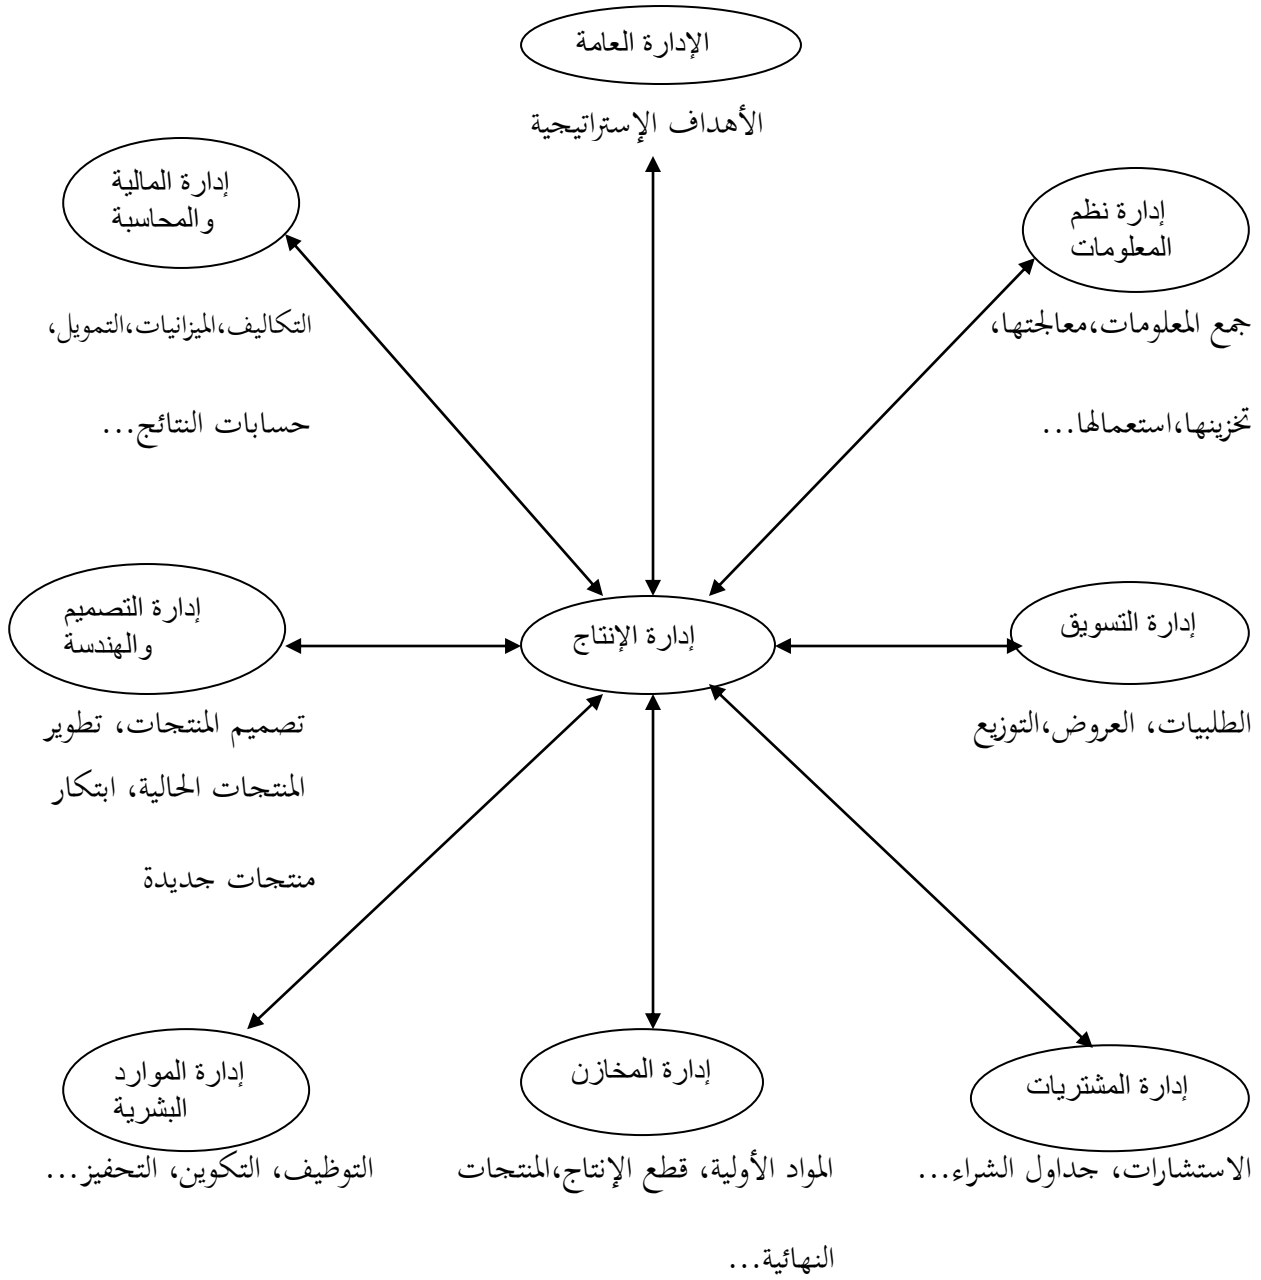 الإدارة العامة
الأهداف الإستراتيجية
إدارة نظم
المعلومات
جمع المعلومات،معالجتها،
تخزينها،استعمالها...
إدارة المالية
والمحاسبة
التكاليف،الميزانيات،التمويل،
حسابات النتائج...
إدارة التسويق
الطلبيات، العروض،التوزيع
إدارة الإنتاج
إدارة التصميم
والهندسة
تصميم المنتجات، تطوير
المنتجات الحالية، ابتكار
منتجات جديدة
إدارة المشتريات
الاستشارات، جداول الشراء...
إدارة المخازن
المواد الأولية، قطع الإنتاج،المنتجات
النهائية...
إدارة الموارد
البشرية
التوظيف، التكوين، التحفيز...